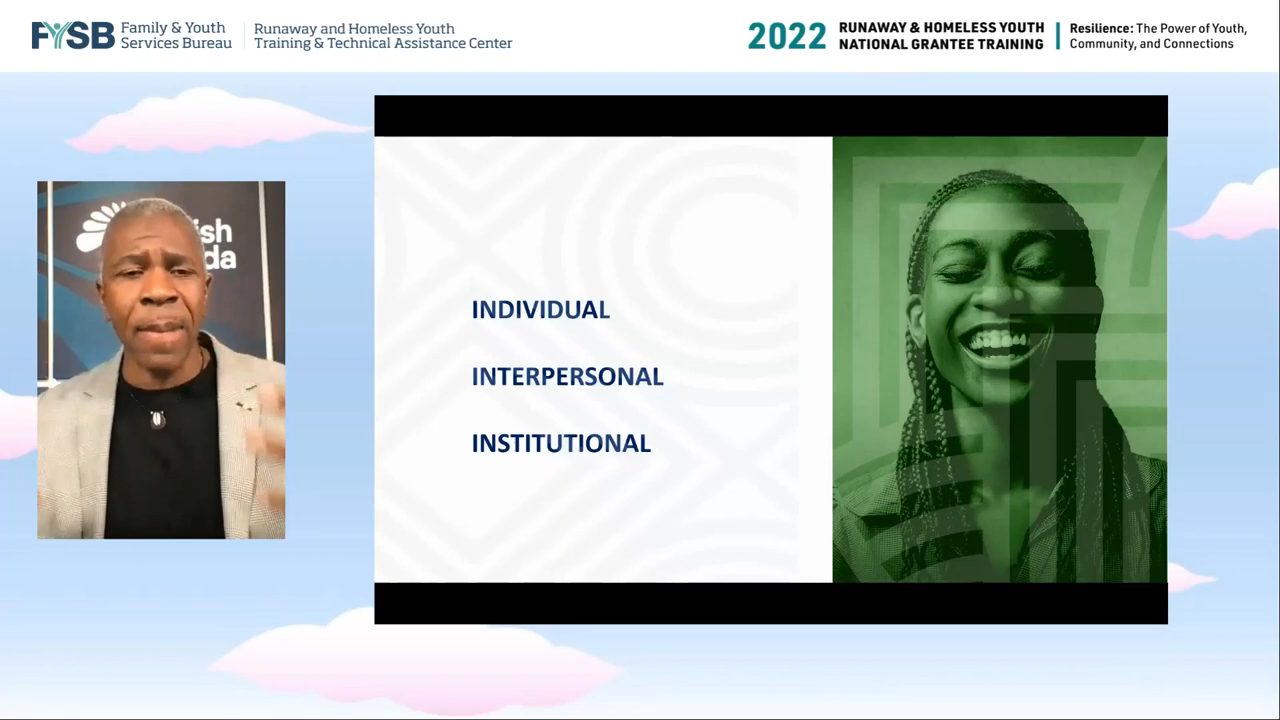 FYSB Family & Youth
Services Bureau
Runaway and Homeless Youth
Training & Technical Assistance Center
2022 RUNAWAY & HOMELESS YOUTH
NATIONAL GRANTEE TRAINING
Resilience: The Power of Youth,
Community, and Connections
INDIVIDUAL
INTERPERSONAL
INSTITUTIONAL